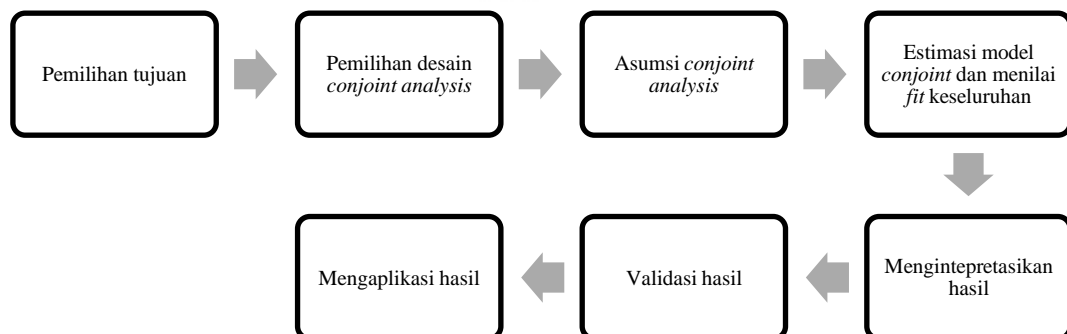 Pemilihan tujuan
Pemilihan desain
conjoint analysis
Asumsi conjoint
analysis
Estimasi model
conjoint dan menilai
fit keseluruhan
Mengintepretasikan
hasil
Validasi hasil
Mengaplikasi hasil